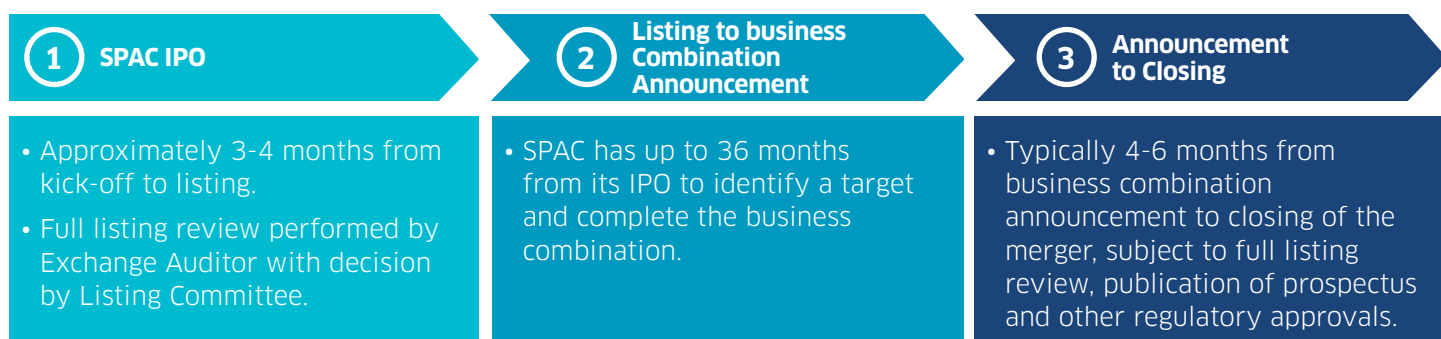 1 SPAC IPO
• Approximately 3-4 months from
kick-off to listing.
• Full listing review performed by
Exchange Auditor with decision
by Listing Committee.
2 Listing to business
Combination
Announcement
• SPAC has up to 36 months
from its IPO to identify a target
and complete the business
combination.
3 Announcement
to Closing
• Typically 4-6 months from
business combination
announcement to closing of the
merger, subject to full listing
review, publication of prospectus
and other regulatory approvals.